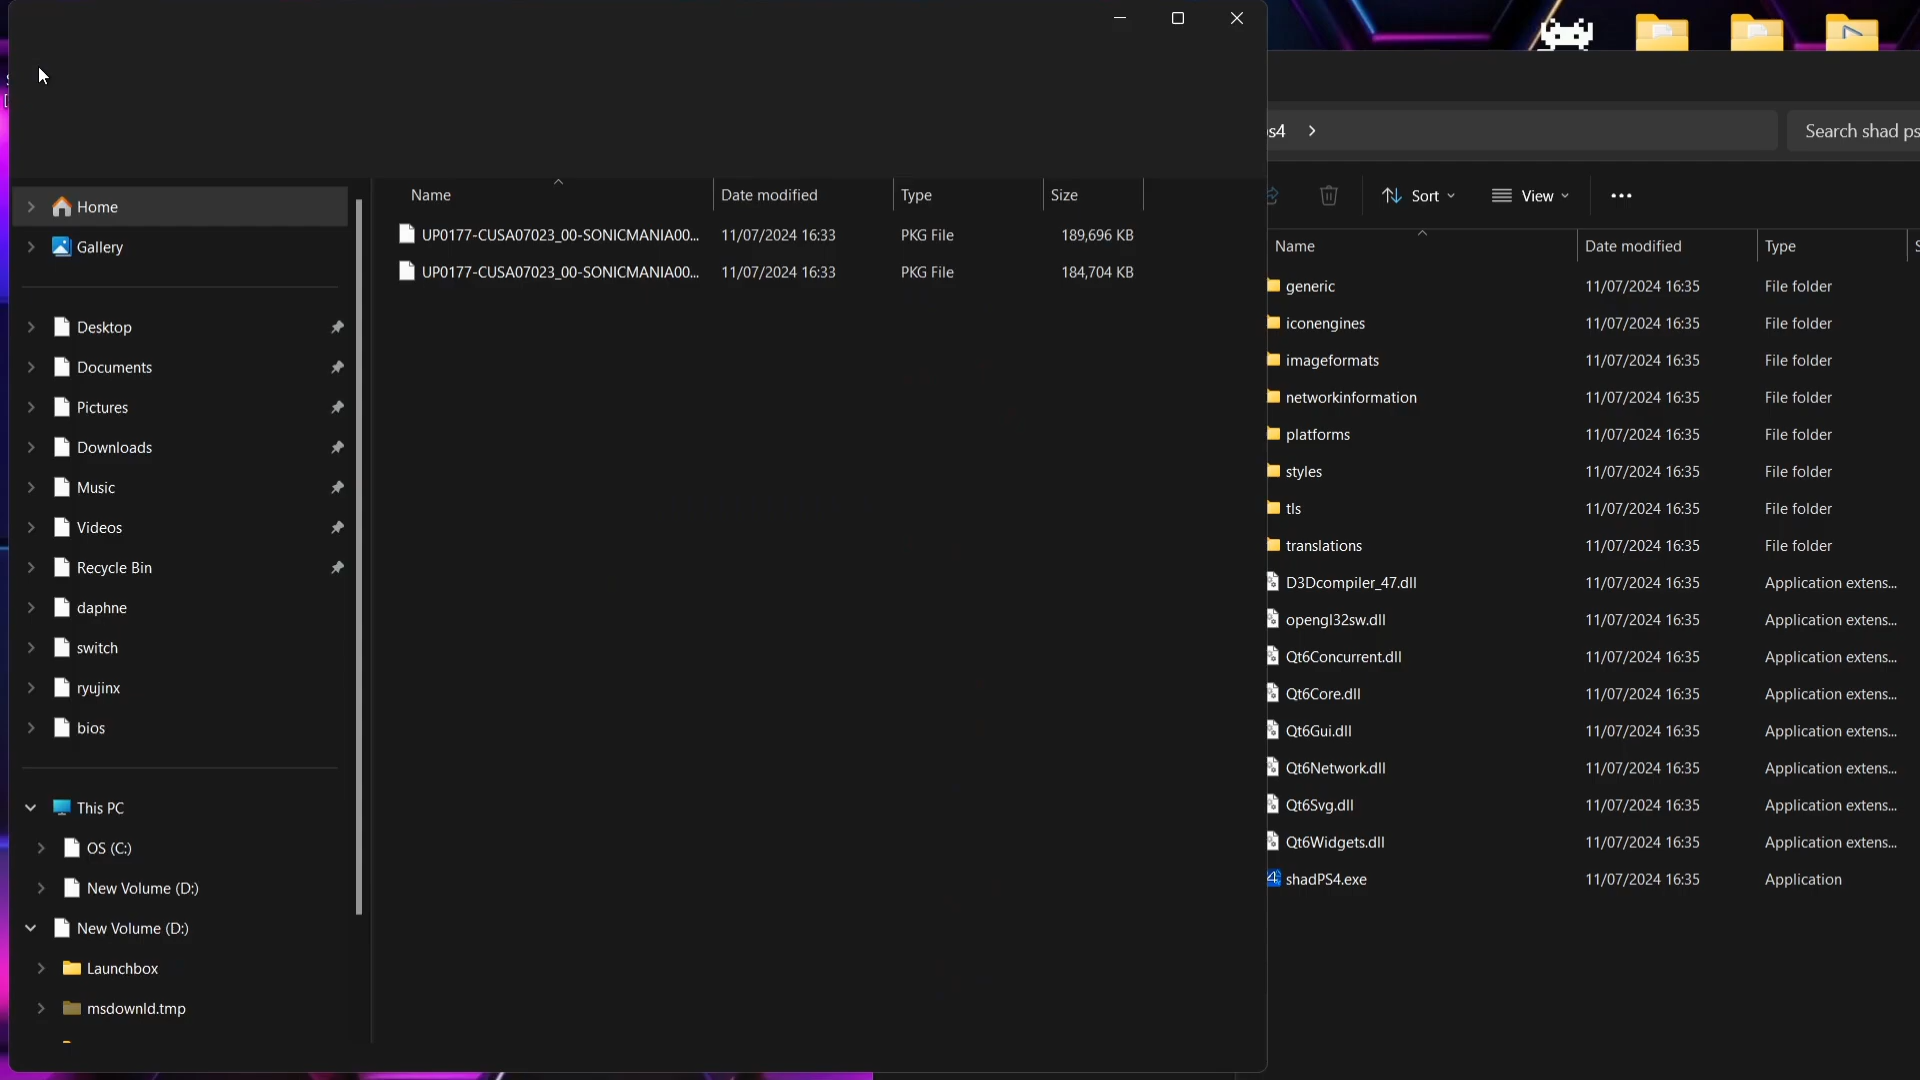 Home
Gallery
Desktop
Documents
Pictures
Downloads
Music
Videos
Recycle Bin
daphne
switch
ryujinx
bios
This PC
OS (C:)
New Volume (D:)
New Volume (D:)
Launchbox
msdownld.tmp
Name Date modified Type Size
UP0177-CUSA07023_00-SONICMANIA00... 11/07/2024 16:33 PKG File 189,696 KB
UP0177-CUSA07023_00-SONICMANIA00... 11/07/2024 16:33 PKG File 184,704 KB
s4 Search shad ps
Sort View
Name Date modified Type S
generic 11/07/2024 16:35 File folder
iconengines 11/07/2024 16:35 File folder
imageformats 11/07/2024 16:35 File folder
networkinformation 11/07/2024 16:35 File folder
platforms 11/07/2024 16:35 File folder
styles 11/07/2024 16:35 File folder
tls 11/07/2024 16:35 File folder
translations 11/07/2024 16:35 File folder
D3Dcompiler_47.dll 11/07/2024 16:35 Application extens...
opengl32sw.dll 11/07/2024 16:35 Application extens...
Qt6Concurrent.dll 11/07/2024 16:35 Application extens...
Qt6Core.dll 11/07/2024 16:35 Application extens...
Qt6Gui.dll 11/07/2024 16:35 Application extens...
Qt6Network.dll 11/07/2024 16:35 Application extens...
Qt6Svg.dll 11/07/2024 16:35 Application extens...
Qt6Widgets.dll 11/07/2024 16:35 Application extens...
shadPS4.exe 11/07/2024 16:35 Application